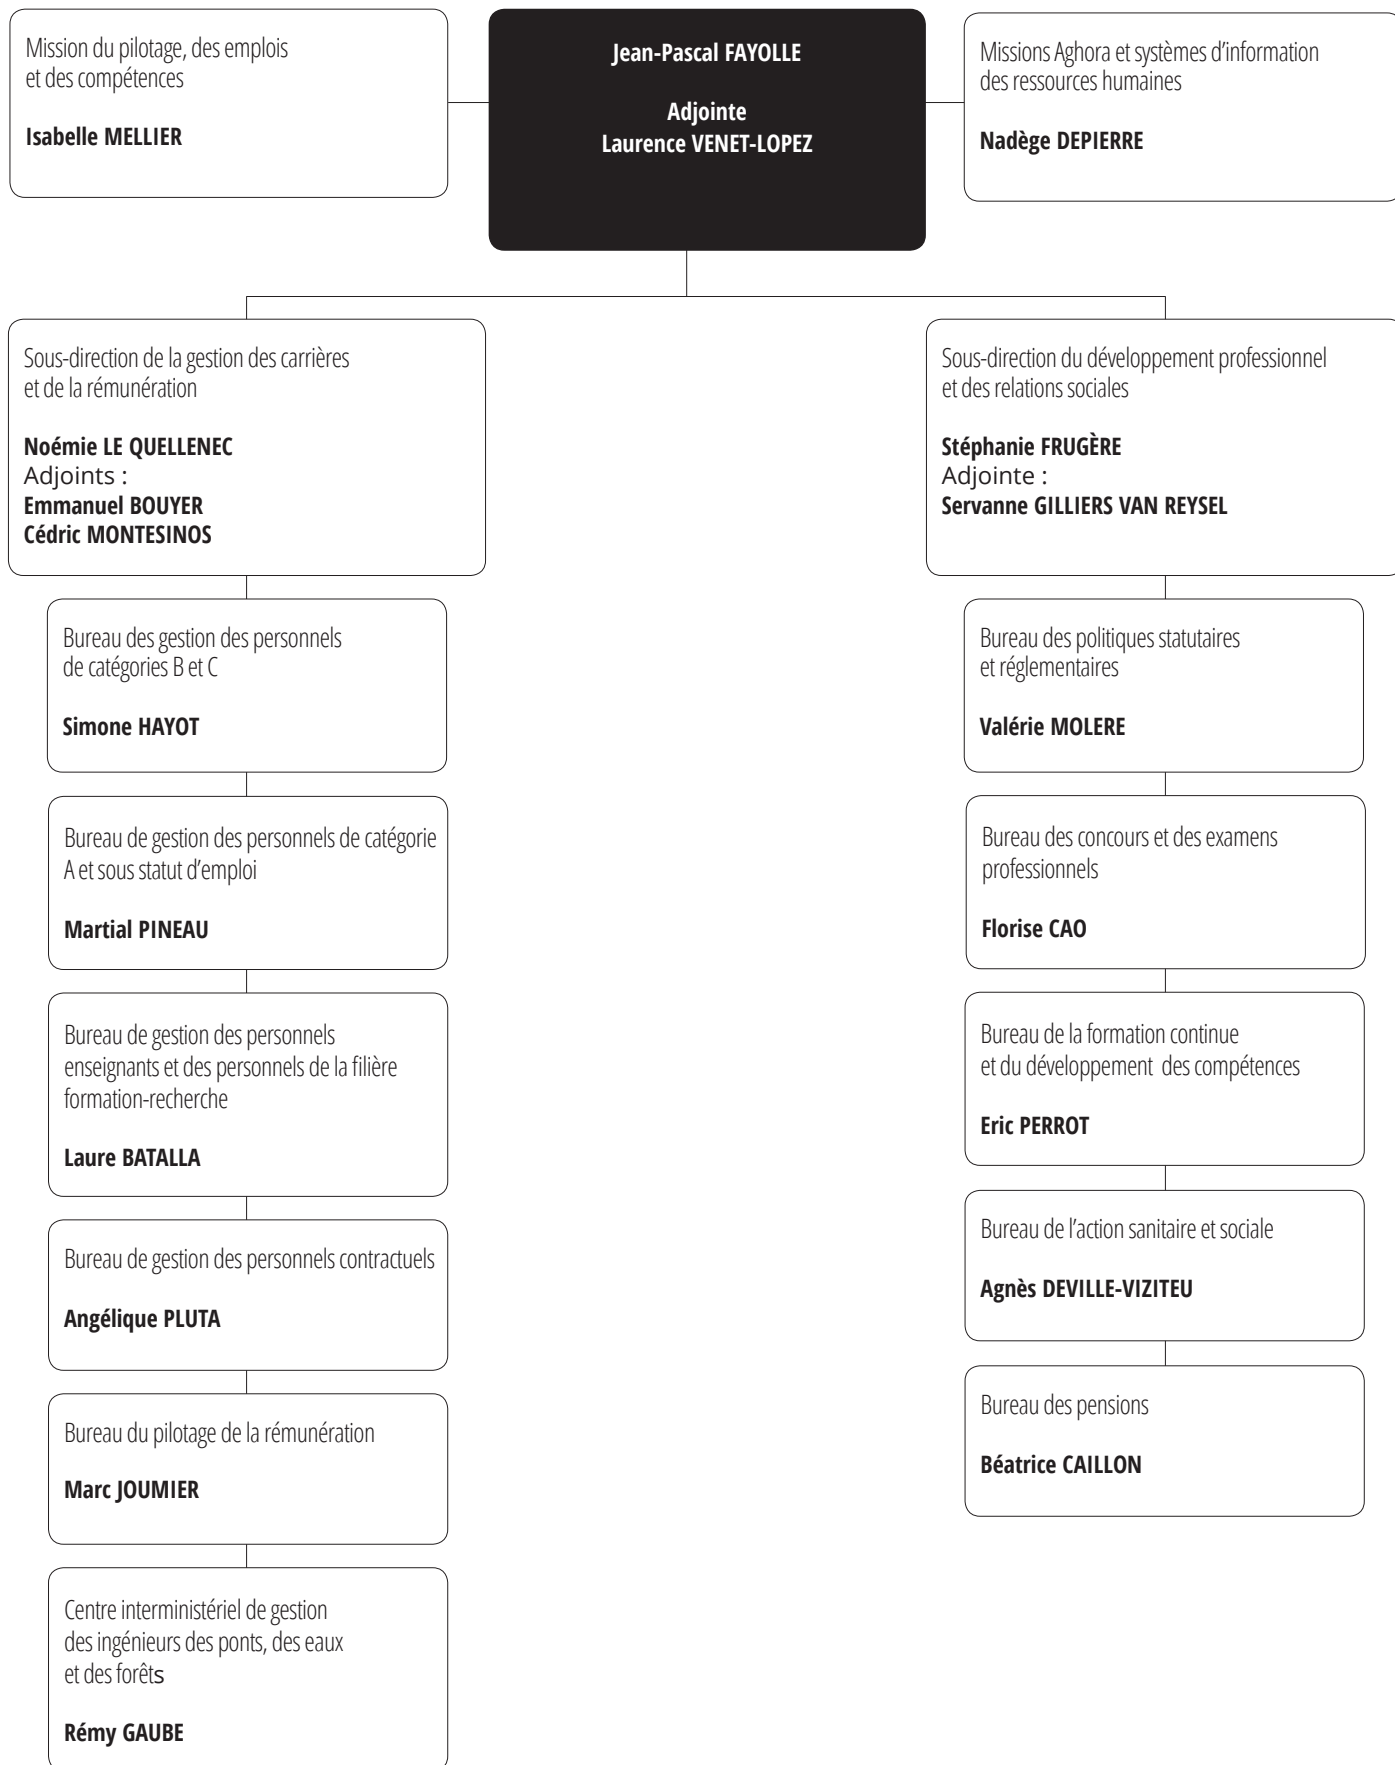 Mission du pilotage, des emplois
et des compétences
Isabelle MELLIER
Jean-Pascal FAYOLLE
Adjointe
Laurence VENET-LOPEZ
Missions Aghora et systèmes d’information
des ressources humaines
Nadège DEPIERRE
Sous-direction de la gestion des carrières
et de la rémunération
Noémie LE QUELLENEC
Adjoints :
Emmanuel BOUYER
Cédric MONTESINOS
Bureau des gestion des personnels
de catégories B et C
Simone HAYOT
Bureau de gestion des personnels de catégorie
A et sous statut d’emploi
Martial PINEAU
Bureau de gestion des personnels
enseignants et des personnels de la filière
formation-recherche
Laure BATALLA
Bureau de gestion des personnels contractuels
Angélique PLUTA
Bureau du pilotage de la rémunération
Marc JOUMIER
Centre interministériel de gestion
des ingénieurs des ponts, des eaux
et des forêts
Rémy GAUBE
Sous-direction du développement professionnel
et des relations sociales
Stéphanie FRUGÈRE
Adjointe :
Servanne GILLIERS VAN REYSEL
Bureau des politiques statutaires
et réglementaires
Valérie MOLERE
Bureau des concours et des examens
professionnels
Florise CAO
Bureau de la formation continue
et du développement des compétences
Eric PERROT
Bureau de l’action sanitaire et sociale
Agnès DEVILLE-VIZITEU
Bureau des pensions
Béatrice CAILLON